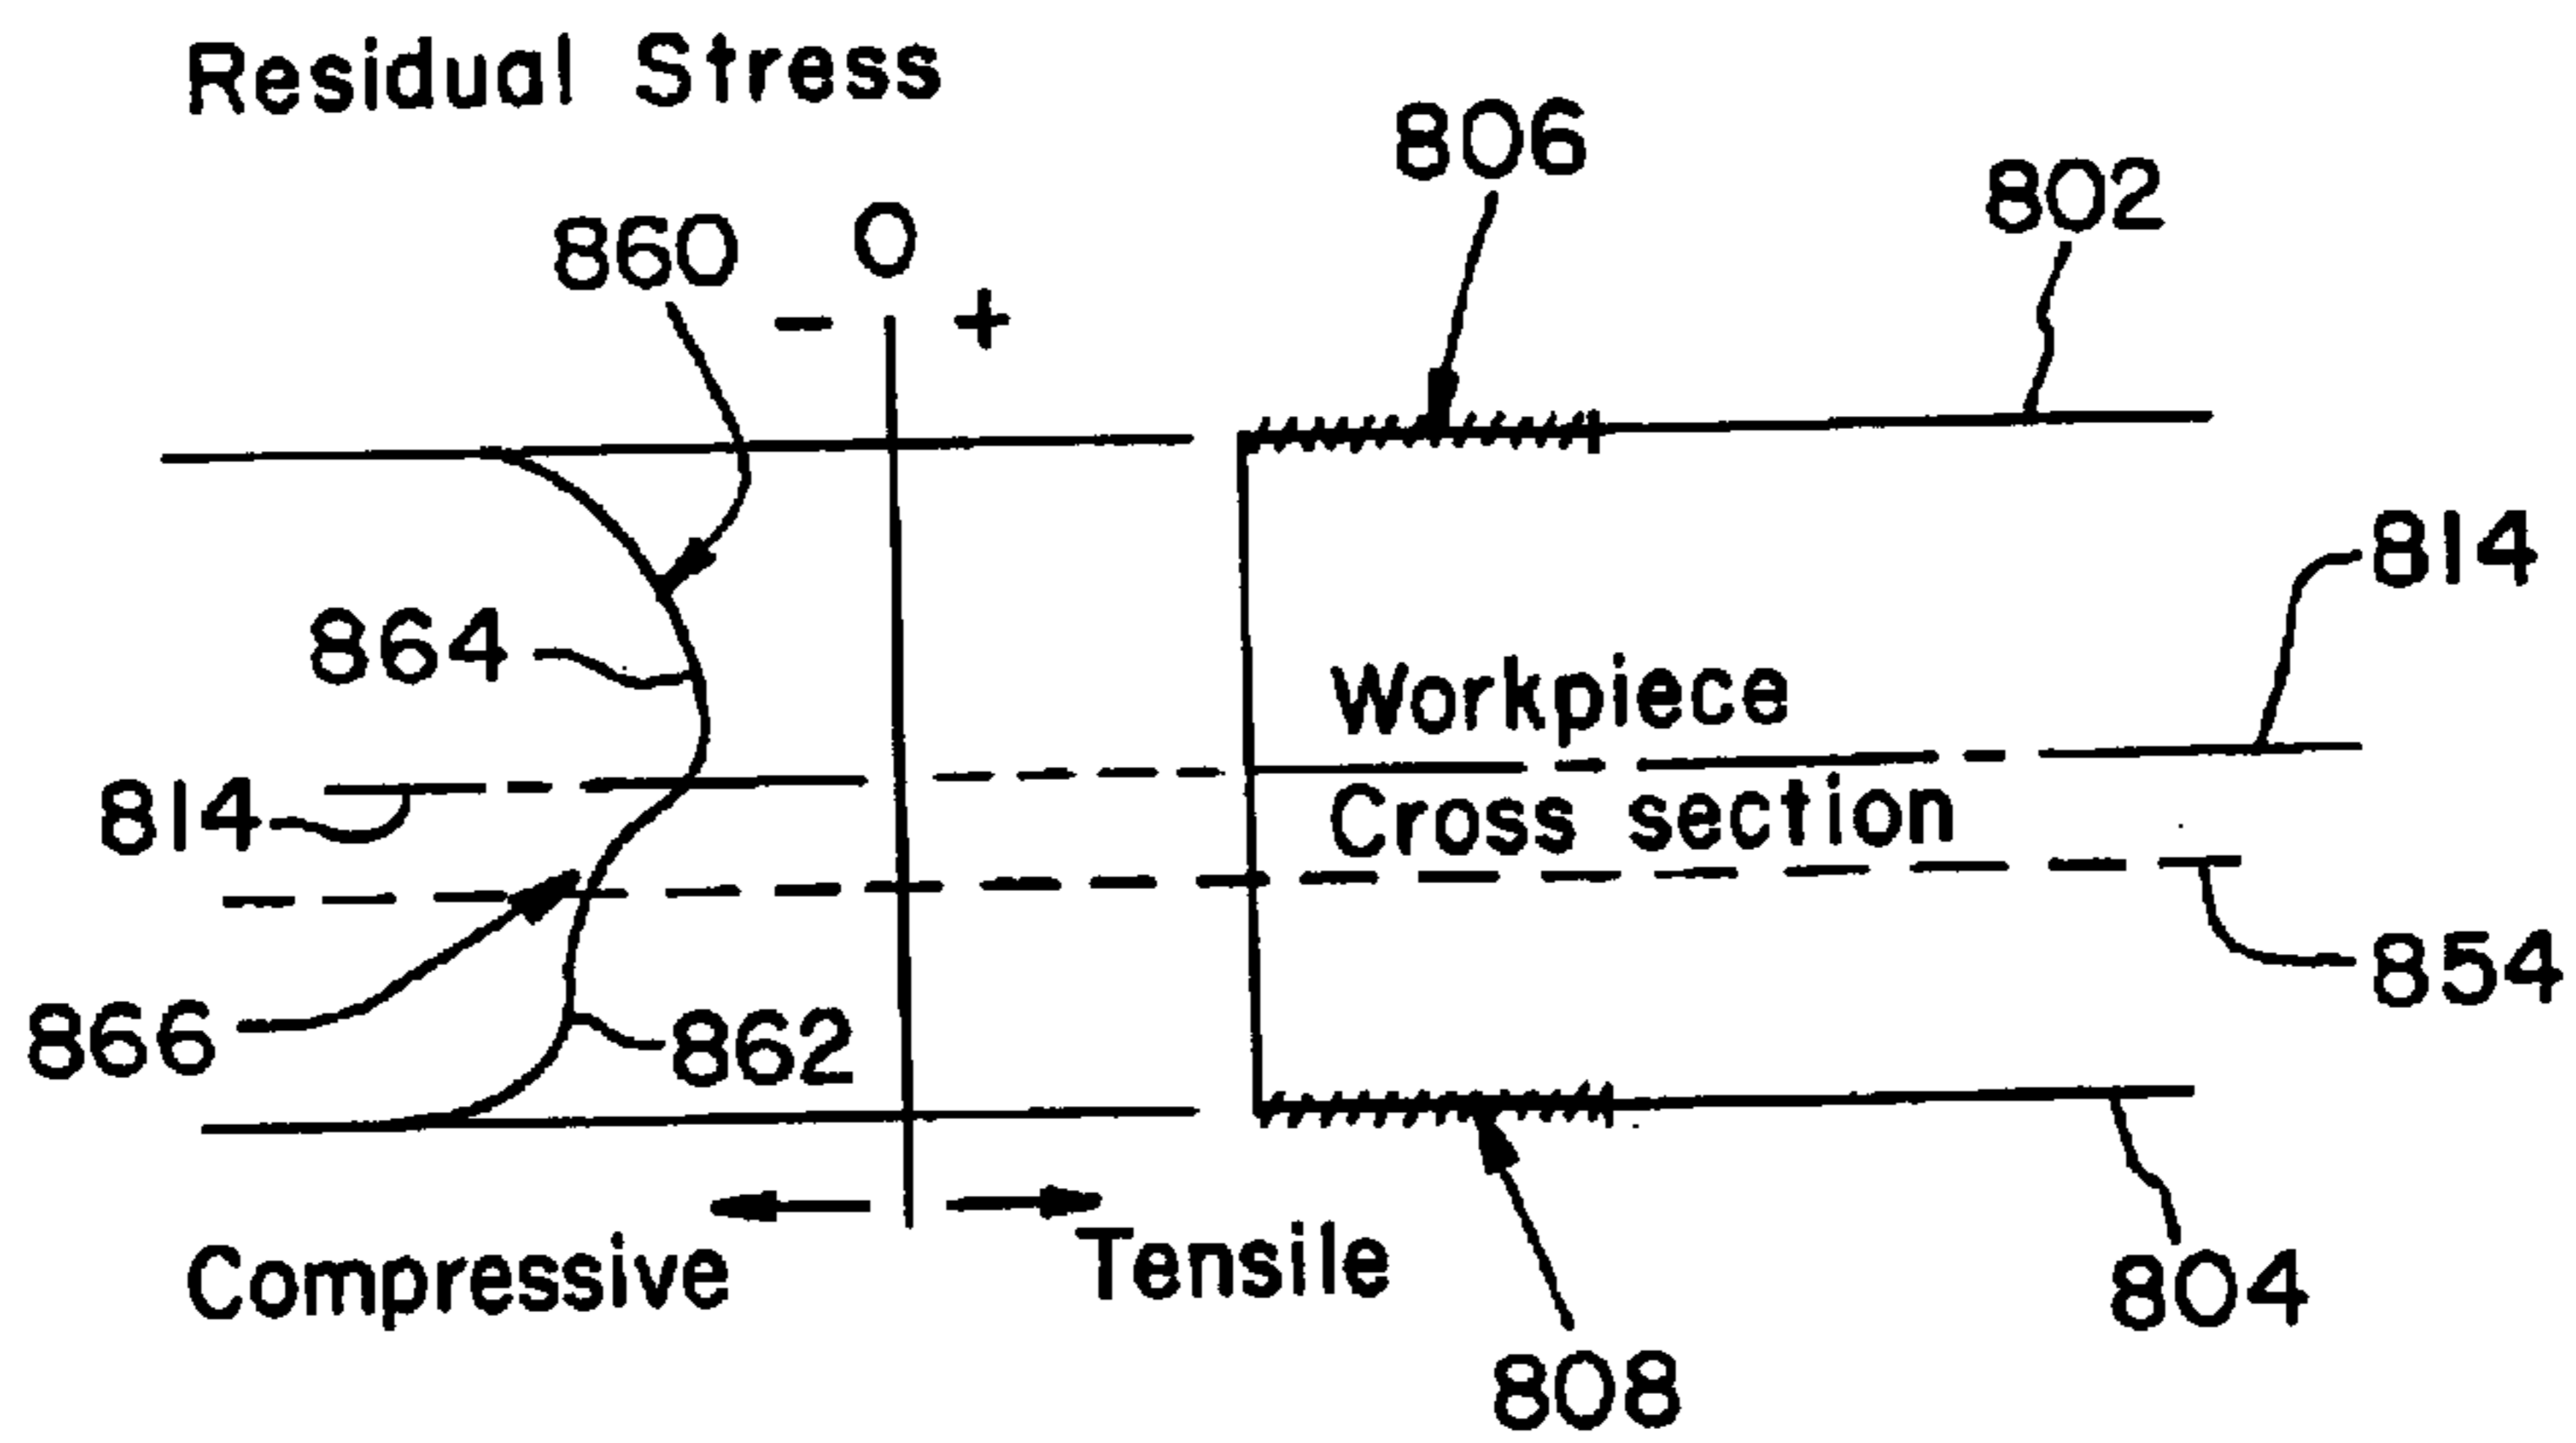 Residual Stress
806
802
860
0
- +
814
864
Workpiece
814
Cross section
854
866
862
Compressive
Tensile
804
808